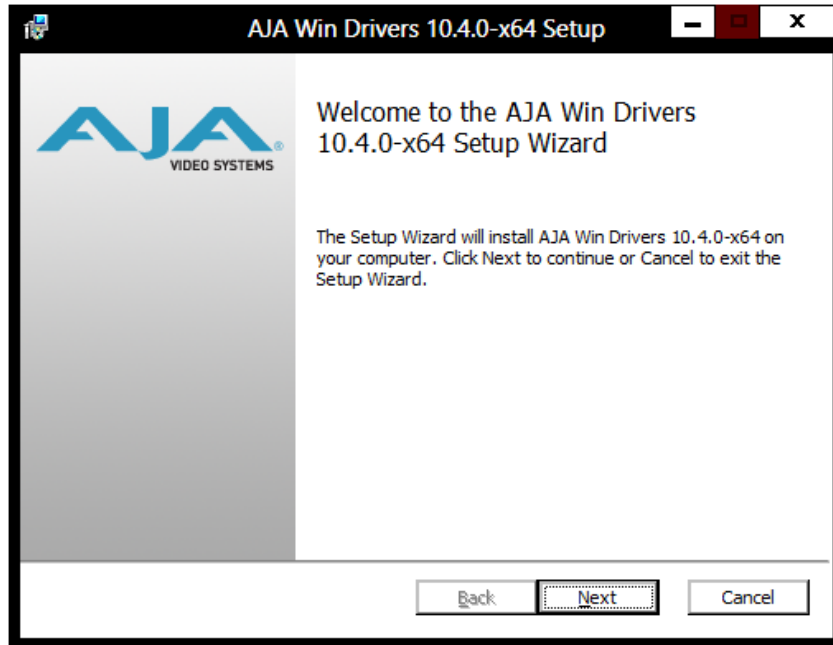 AJA Win Drivers 10.4.0-x64 Setup
AJA
VIDEO SYSTEMS
Welcome to the AJA Win Drivers
10.4.0-x64 Setup Wizard
The Setup Wizard will install AJA Win Drivers 10.4.0-x64 on
your computer. Click Next to continue or Cancel to exit the
Setup Wizard.
Back
Next
Cancel